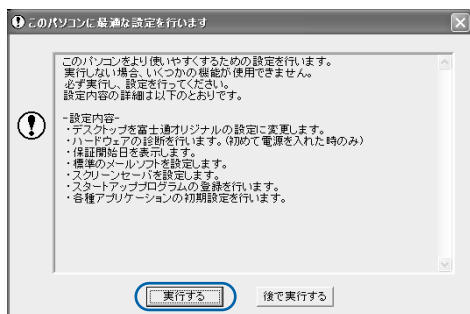 このパソコンに最適な設定を行います
このパソコンをより使いやすくするための設定を行います。
実行しない場合、いくつかの機能が使用できません。
必ず実行し、設定を行ってください。
設定内容の詳細は以下のとおりです。
-設定内容-
・デスクトップを富士通オリジナルの設定に変更します。
・ハードウェアの診断を行います。(初めて電源を入れた時のみ)
・保証開始日を表示します。
・標準のメールソフトを設定します。
・スクリーンセーバを設定します。
・スタートアッププログラムの登録を行います。
・各種アプリケーションの初期設定を行います。
実行する
後で実行する